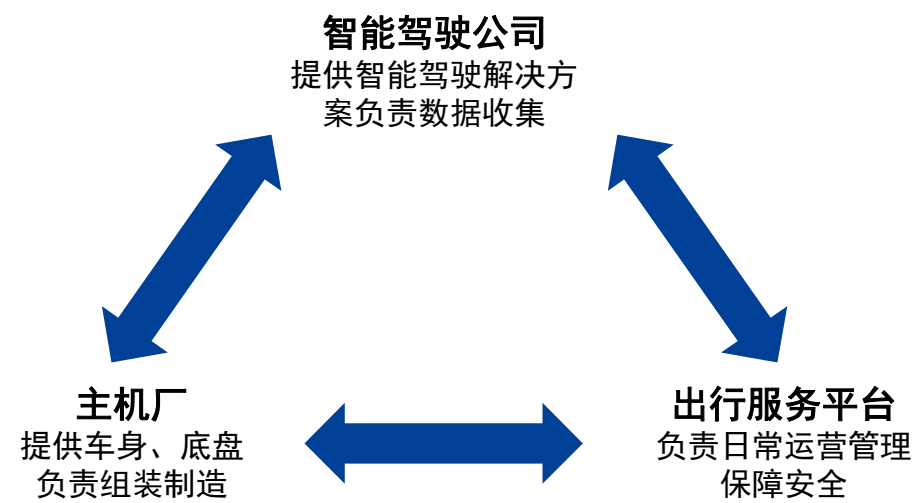 智能驾驶公司
提供智能驾驶解决方
案负责数据收集
主机厂
提供车身、底盘
负责组装制造
出行服务平台
负责日常运营管理
保障安全